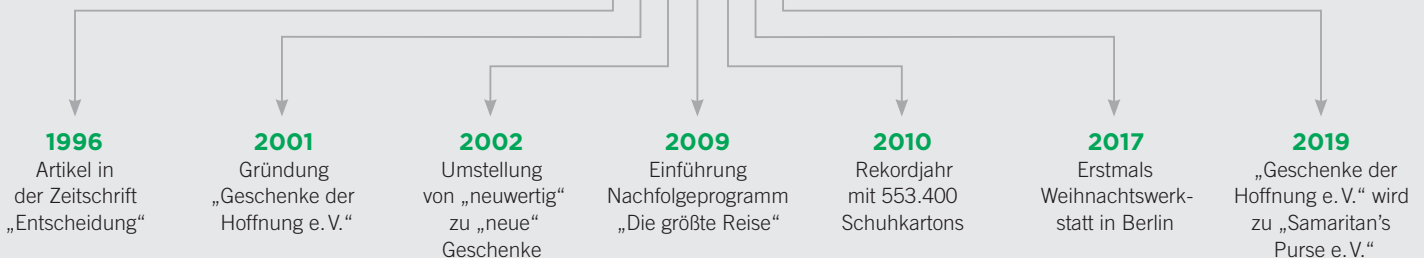 1996
Artikel in
der Zeitschrift
„Entscheidung“
2001
Gründung
„Geschenke der
Hoffnung e. V.“
2002
Umstellung
von „neuwertig“
zu „neue“
Geschenke
2009
Einführung
Nachfolgeprogramm
„Die größte Reise“
2010
Rekordjahr
mit 553.400
Schuhkartons
2017
Erstmals
Weihnachtswerk-
statt in Berlin
2019
„Geschenke der
Hoffnung e. V.“ wird
zu „Samaritan’s
Purse e. V.“